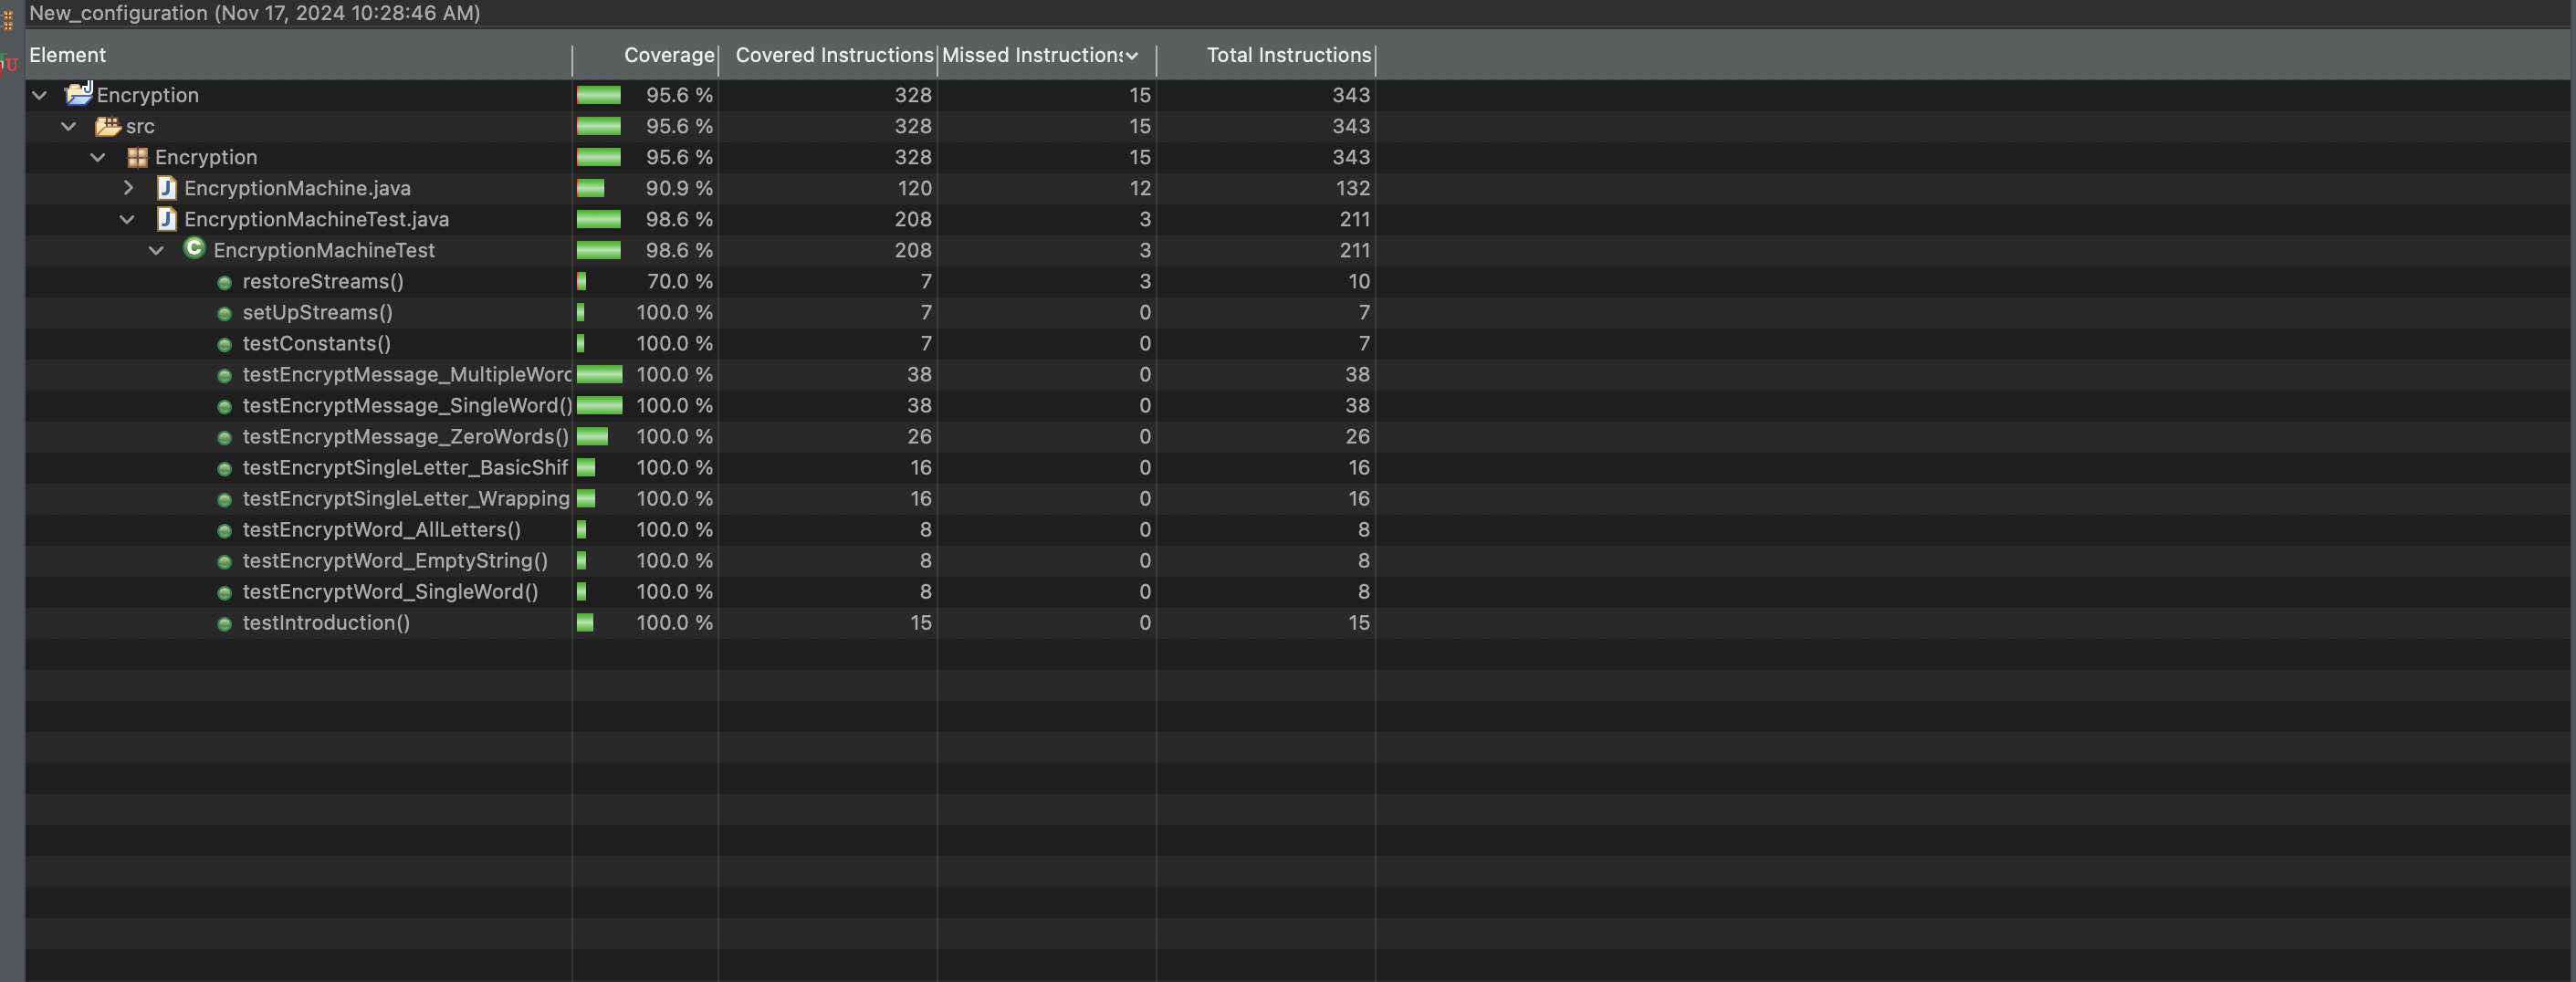 New_configuration (Nov 17, 2024 10:28:46 AM)
Element Coverage Covered Instructions Missed Instructions Total Instructions
Encryption 95.6 % 328 15 343
src 95.6 % 328 15 343
Encryption 95.6 % 328 15 343
EncryptionMachine.java 90.9 % 120 12 132
EncryptionMachineTest.java 98.6 % 208 3 211
EncryptionMachineTest 98.6 % 208 3 211
restoreStreams() 70.0 % 7 3 10
setUpStreams() 100.0 % 7 0 7
testConstants() 100.0 % 7 0 7
testEncryptMessage_MultipleWord 100.0 % 38 0 38
testEncryptMessage_SingleWord() 100.0 % 38 0 38
testEncryptMessage_ZeroWords() 100.0 % 26 0 26
testEncryptSingleLetter_BasicShif 100.0 % 16 0 16
testEncryptSingleLetter_Wrapping 100.0 % 16 0 16
testEncryptWord_AllLetters() 100.0 % 8 0 8
testEncryptWord_EmptyString() 100.0 % 8 0 8
testEncryptWord_SingleWord() 100.0 % 8 0 8
testIntroduction() 100.0 % 15 0 15